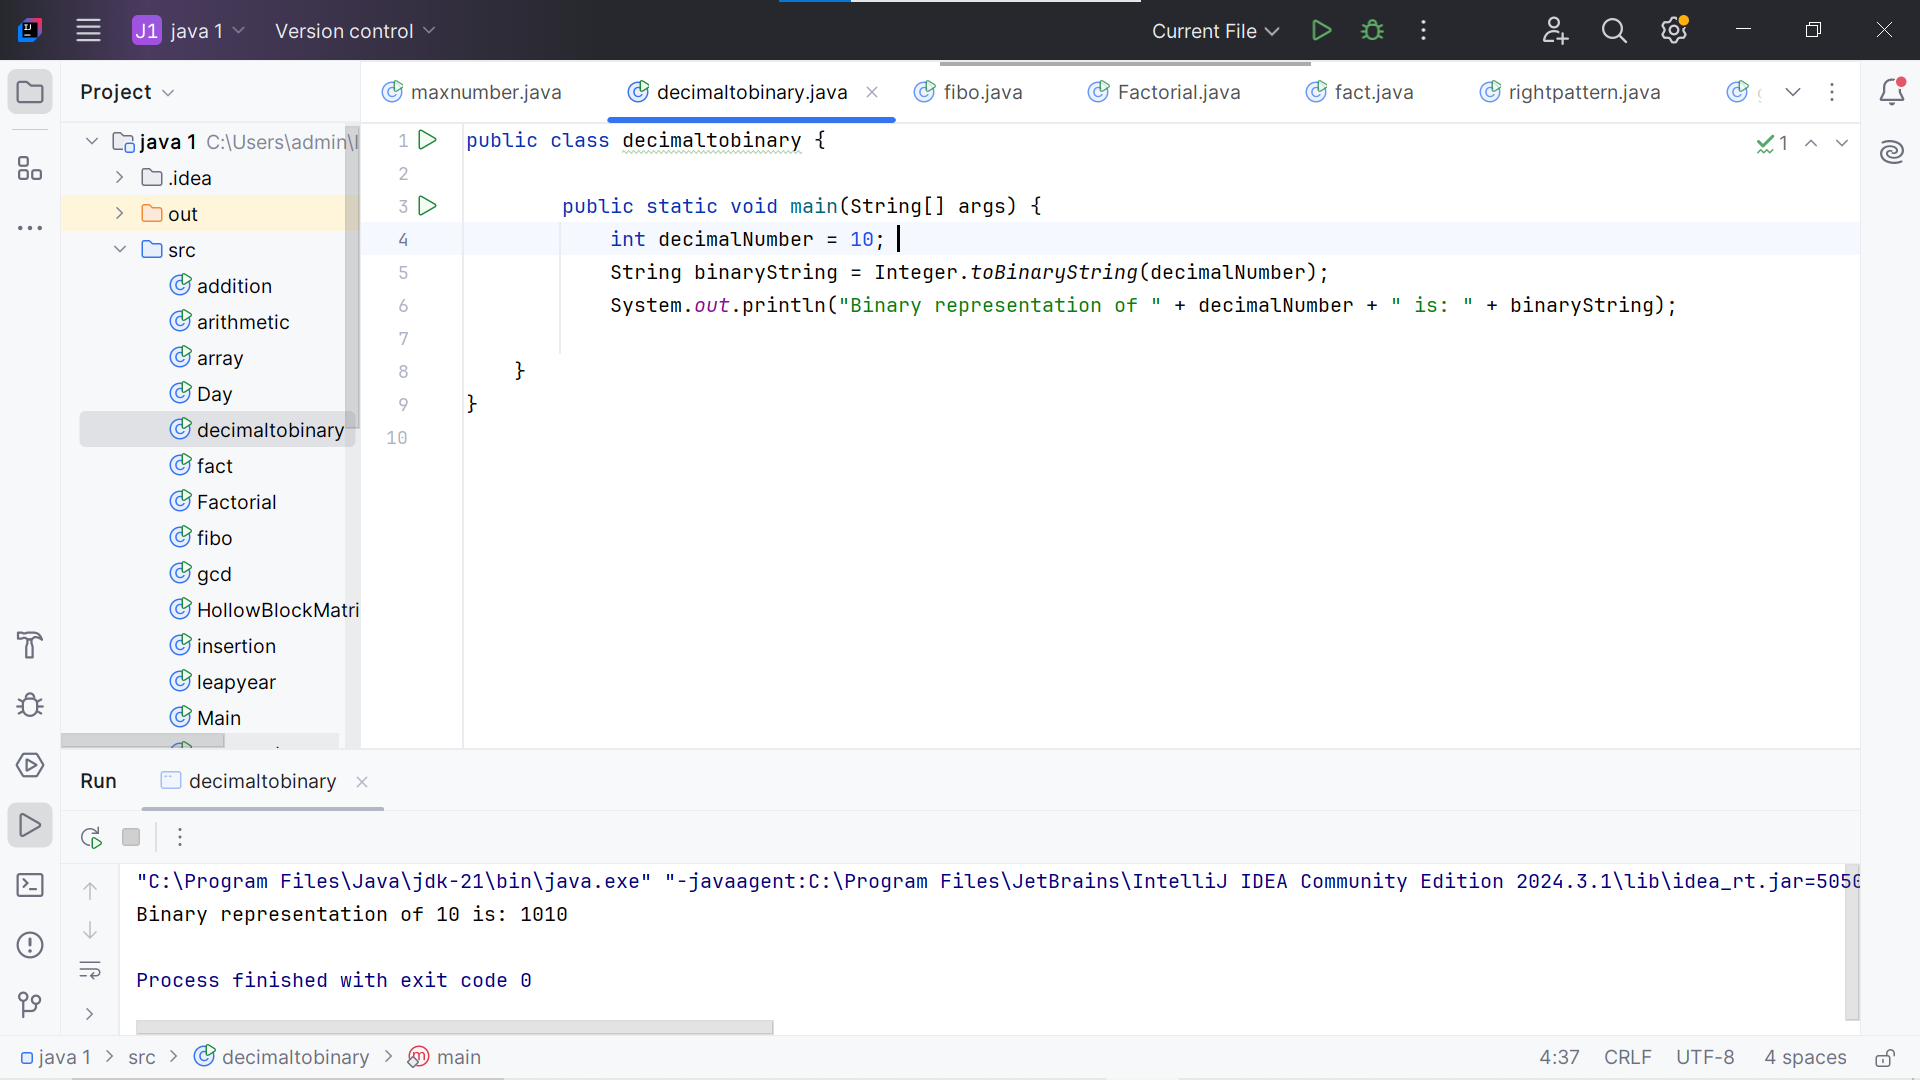 J1 java 1 Version control Current File
Project
maxnumber.java decimaltobinary.java fibo.java Factorial.java fact.java rightpattern.java
java 1 C:\Users\admin\
.idea
out
src
addition
arithmetic
array
Day
decimaltobinary
fact
Factorial
fibo
gcd
HollowBlockMatri
insertion
leapyear
Main
1 public class decimaltobinary {
2
3 public static void main(String[] args) {
4 int decimalNumber = 10;
5 String binaryString = Integer.toBinaryString(decimalNumber);
6 System.out.println("Binary representation of " + decimalNumber + " is: " + binaryString);
7
8 }
9 }
10
1
Run decimaltobinary
"C:\Program Files\Java\jdk-21\bin\java.exe" "-javaagent:C:\Program Files\JetBrains\IntelliJ IDEA Community Edition 2024.3.1\lib\idea_rt.jar=5050
Binary representation of 10 is: 1010
Process finished with exit code 0
java 1 > src > decimaltobinary > main 4:37 CRLF UTF-8 4 spaces